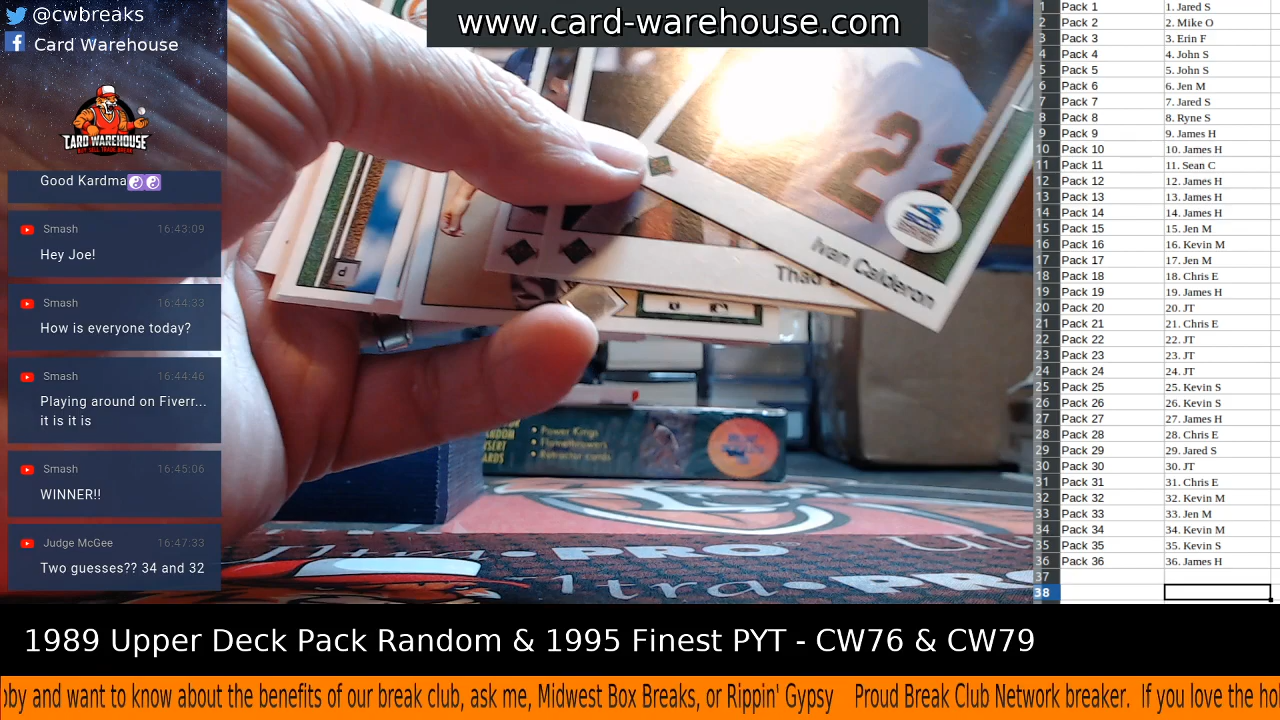 @cwbreaks
Card Warehouse
CARD WAREHOUSE
BUY SELL TRADE BREAK
Good Kardma☯️☯️
Smash 16:43:09
Hey Joe!
Smash 16:44:33
How is everyone today?
Smash 16:44:46
Playing around on Fiverr...
it is it is
Smash 16:45:06
WINNER!!
Judge McGee 16:47:33
Two guesses?? 34 and 32
www.card-warehouse.com
2
Ivan Calderon
Thad
P
• Power Kings
• Flamethrowers
• Refractor cards
CARDS
Ultra•PRO
Ultra•PRO
1 Pack 1 1. Jared S
2 Pack 2 2. Mike O
3 Pack 3 3. Erin F
4 Pack 4 4. John S
5 Pack 5 5. John S
6 Pack 6 6. Jen M
7 Pack 7 7. Jared S
8 Pack 8 8. Ryne S
9 Pack 9 9. James H
10 Pack 10 10. James H
11 Pack 11 11. Sean C
12 Pack 12 12. James H
13 Pack 13 13. James H
14 Pack 14 14. James H
15 Pack 15 15. Jen M
16 Pack 16 16. Kevin M
17 Pack 17 17. Jen M
18 Pack 18 18. Chris E
19 Pack 19 19. James H
20 Pack 20 20. JT
21 Pack 21 21. Chris E
22 Pack 22 22. JT
23 Pack 23 23. JT
24 Pack 24 24. JT
25 Pack 25 25. Kevin S
26 Pack 26 26. Kevin S
27 Pack 27 27. James H
28 Pack 28 28. Chris E
29 Pack 29 29. Jared S
30 Pack 30 30. JT
31 Pack 31 31. Chris E
32 Pack 32 32. Kevin M
33 Pack 33 33. Jen M
34 Pack 34 34. Kevin M
35 Pack 35 35. Kevin S
36 Pack 36 36. James H
37
38
1989 Upper Deck Pack Random & 1995 Finest PYT - CW76 & CW79
by and want to know about the benefits of our break club, ask me, Midwest Box Breaks, or Rippin' Gypsy Proud Break Club Network breaker. If you love the ho